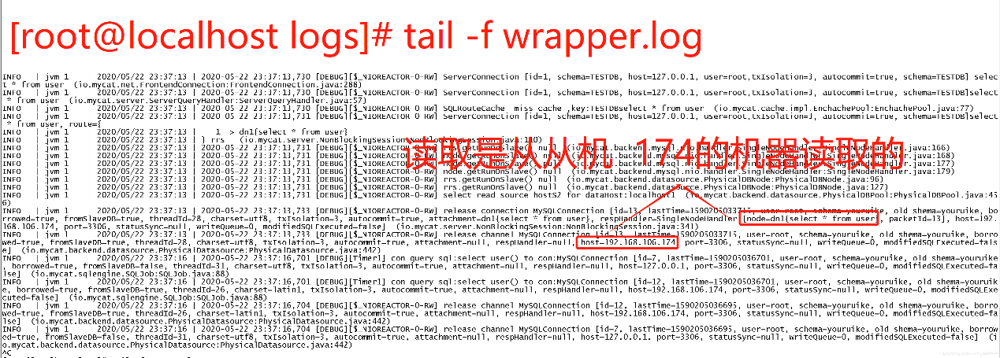 [root@localhost logs]# tail -f wrapper.log
INFO | jvm 1 | 2020/05/22 23:37:13 | 2020-05-22 23:37:13,730 [DEBUG][$_NIOREACTOR-0-RW] ServerConnection [id=1, schema=TESTDB, host=127.0.0.1, user=root,txIsolation=3, autocommit=true, schema=TESTDB] selec
t * from user (io.mycat.net.FrontendConnection:FrontendConnection.java:288)
INFO | jvm 1 | 2020/05/22 23:37:13 | 2020-05-22 23:37:13,730 [DEBUG][$_NIOREACTOR-0-RW] ServerConnection [id=1, schema=TESTDB, host=127.0.0.1, user=root,txIsolation=3, autocommit=true, schema=TESTDB]select
* from user (io.mycat.server.ServerQueryHandler:ServerQueryHandler.java:57)
INFO | jvm 1 | 2020/05/22 23:37:13 | 2020-05-22 23:37:13,730 [DEBUG][$_NIOREACTOR-0-RW] SQLRouteCache miss cache ,key:TESTDBselect * from user (io.mycat.cache.impl.EnchachePool:EnchachePool.java:77)
INFO | jvm 1 | 2020/05/22 23:37:13 | 2020-05-22 23:37:13,731 [DEBUG][$_NIOREACTOR-0-RW] ServerConnection [id=1, schema=TESTDB, host=127.0.0.1, user=root,txIsolation=3, autocommit=true, schema=TESTDB]select
* from user, route={
INFO | jvm 1 | 2020/05/22 23:37:13 | 1 -> dn1{select * from user}
INFO | jvm 1 | 2020/05/22 23:37:13 | } rrs (io.mycat.server.NonBlockingSession:NonBlockingSession.java:110)
读取是从从机 174的机器读取的
INFO | jvm 1 | 2020/05/22 23:37:13 | 2020-05-22 23:37:13,731 [DEBUG][$_NIOREACTOR-0-RW] rrs.getRunOnSlave() null (io.mycat.backend.mysql.nio.handler.SingleNodeHandler:SingleNodeHandler.java:166)
INFO | jvm 1 | 2020/05/22 23:37:13 | 2020-05-22 23:37:13,731 [DEBUG][$_NIOREACTOR-0-RW] node.getRunOnSlave() null (io.mycat.backend.mysql.nio.handler.SingleNodeHandler:SingleNodeHandler.java:168)
INFO | jvm 1 | 2020/05/22 23:37:13 | 2020-05-22 23:37:13,731 [DEBUG][$_NIOREACTOR-0-RW] node.getRunOnSlave() null (io.mycat.backend.mysql.nio.handler.SingleNodeHandler:SingleNodeHandler.java:177)
INFO | jvm 1 | 2020/05/22 23:37:13 | 2020-05-22 23:37:13,731 [DEBUG][$_NIOREACTOR-0-RW] node.getRunOnSlave() null (io.mycat.backend.mysql.nio.handler.SingleNodeHandler:SingleNodeHandler.java:179)
INFO | jvm 1 | 2020/05/22 23:37:13 | 2020-05-22 23:37:13,731 [DEBUG][$_NIOREACTOR-0-RW] rrs.getRunOnSlave() null (io.mycat.backend.datasource.PhysicalDBNode:PhysicalDBNode.java:96)
INFO | jvm 1 | 2020/05/22 23:37:13 | 2020-05-22 23:37:13,731 [DEBUG][$_NIOREACTOR-0-RW] rrs.getRunOnSlave() null (io.mycat.backend.datasource.PhysicalDBNode:PhysicalDBNode.java:127)
INFO | jvm 1 | 2020/05/22 23:37:13 | 2020-05-22 23:37:13,731 [DEBUG][$_NIOREACTOR-0-RW] select read source hostS2 for dataHost:localhost1 (io.mycat.backend.datasource.PhysicalDBPool:PhysicalDBPool.java:45
6)
INFO | jvm 1 | 2020/05/22 23:37:13 | 2020-05-22 23:37:13,733 [DEBUG][$_NIOREACTOR-0-RW] release connection MySQLConnection [id=13, lastTime=1590205033715, user=root, schema=youruike, old shema=youruike, bo
rrowed=true, fromSlaveDB=true, threadId=28, charset=utf8, txIsolation=3, autocommit=true, attachment=dn1{select * from user}, respHandler=SingleNodeHandler [node=dn1{select * from user}, packetId=13], host=192.
168.106.174, port=3306, statusSync=null, writeQueue=0, modifiedSQLExecuted=false] (io.mycat.server.NonBlockingSession:NonBlockingSession.java:341)
INFO | jvm 1 | 2020/05/22 23:37:13 | 2020-05-22 23:37:13,733 [DEBUG][$_NIOREACTOR-0-RW] release channel MySQLConnection [id=13, lastTime=1590205033715, user=root, schema=youruike, old shema=youruike, borro
wed=true, fromSlaveDB=true, threadId=28, charset=utf8, txIsolation=3, autocommit=true, attachment=null, respHandler=null, host=192.168.106.174, port=3306, statusSync=null, writeQueue=0, modifiedSQLExecuted=fals
e] (io.mycat.backend.datasource.PhysicalDatasource:PhysicalDatasource.java:442)
INFO | jvm 1 | 2020/05/22 23:37:16 | 2020-05-22 23:37:16,701 [DEBUG][Timer1] con query sql:select user() to con:MySQLConnection [id=7, lastTime=1590205036701, user=root, schema=youruike, old shema=youruike
, borrowed=true, fromSlaveDB=false, threadId=31, charset=utf8, txIsolation=3, autocommit=true, attachment=null, respHandler=null, host=127.0.0.1, port=3306, statusSync=null, writeQueue=0, modifiedSQLExecuted=fa
lse] (io.mycat.sqlengine.SQLJob:SQLJob.java:88)
INFO | jvm 1 | 2020/05/22 23:37:16 | 2020-05-22 23:37:16,701 [DEBUG][Timer1] con query sql:select user() to con:MySQLConnection [id=12, lastTime=1590205036701, user=root, schema=youruike, old shema=youruik
e, borrowed=true, fromSlaveDB=true, threadId=26, charset=latin1, txIsolation=3, autocommit=true, attachment=null, respHandler=null, host=192.168.106.174, port=3306, statusSync=null, writeQueue=0, modifiedSQLExe
cuted=false] (io.mycat.sqlengine.SQLJob:SQLJob.java:88)
INFO | jvm 1 | 2020/05/22 23:37:16 | 2020-05-22 23:37:16,704 [DEBUG][$_NIOREACTOR-0-RW] release channel MySQLConnection [id=12, lastTime=1590205036695, user=root, schema=youruike, old shema=youruike, borro
wed=true, fromSlaveDB=true, threadId=26, charset=latin1, txIsolation=3, autocommit=true, attachment=null, respHandler=null, host=192.168.106.174, port=3306, statusSync=null, writeQueue=0, modifiedSQLExecuted=fa
lse] (io.mycat.backend.datasource.PhysicalDatasource:PhysicalDatasource.java:442)
INFO | jvm 1 | 2020/05/22 23:37:16 | 2020-05-22 23:37:16,704 [DEBUG][$_NIOREACTOR-0-RW] release channel MySQLConnection [id=7, lastTime=1590205036695, user=root, schema=youruike, old shema=youruike, borrow
ed=true, fromSlaveDB=false, threadId=31, charset=utf8, txIsolation=3, autocommit=true, attachment=null, respHandler=null, host=127.0.0.1, port=3306, statusSync=null, writeQueue=0, modifiedSQLExecuted=false] (i
o.mycat.backend.datasource.PhysicalDatasource:PhysicalDatasource.java:442)
^C